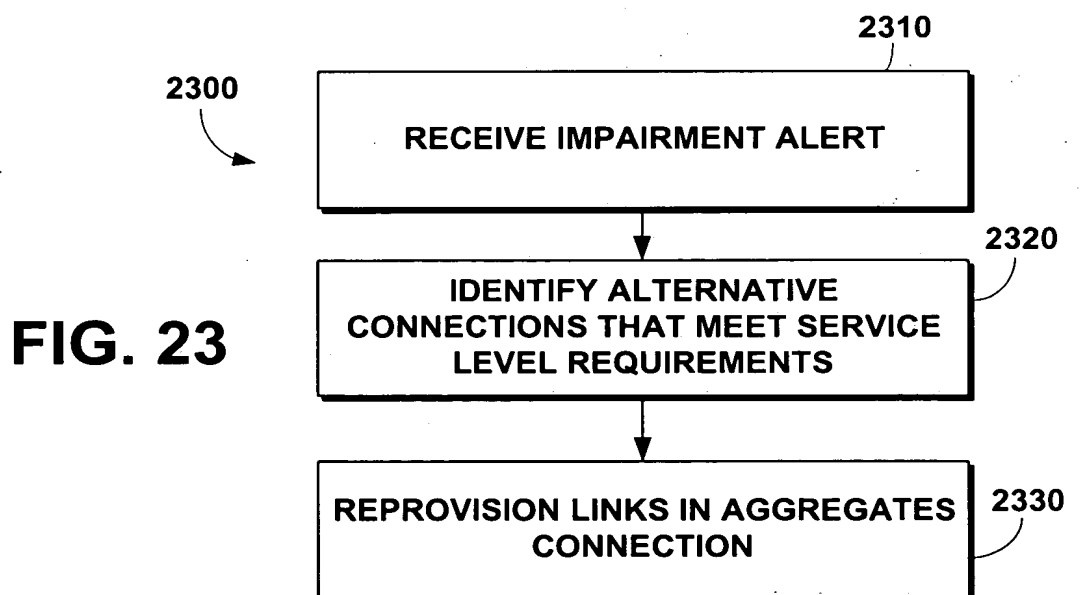 2310
2300
RECEIVE IMPAIRMENT ALERT
2320
IDENTIFY ALTERNATIVE
CONNECTIONS THAT MEET SERVICE
LEVEL REQUIREMENTS
FIG. 23
REPROVISION LINKS IN AGGREGATES
CONNECTION
2330